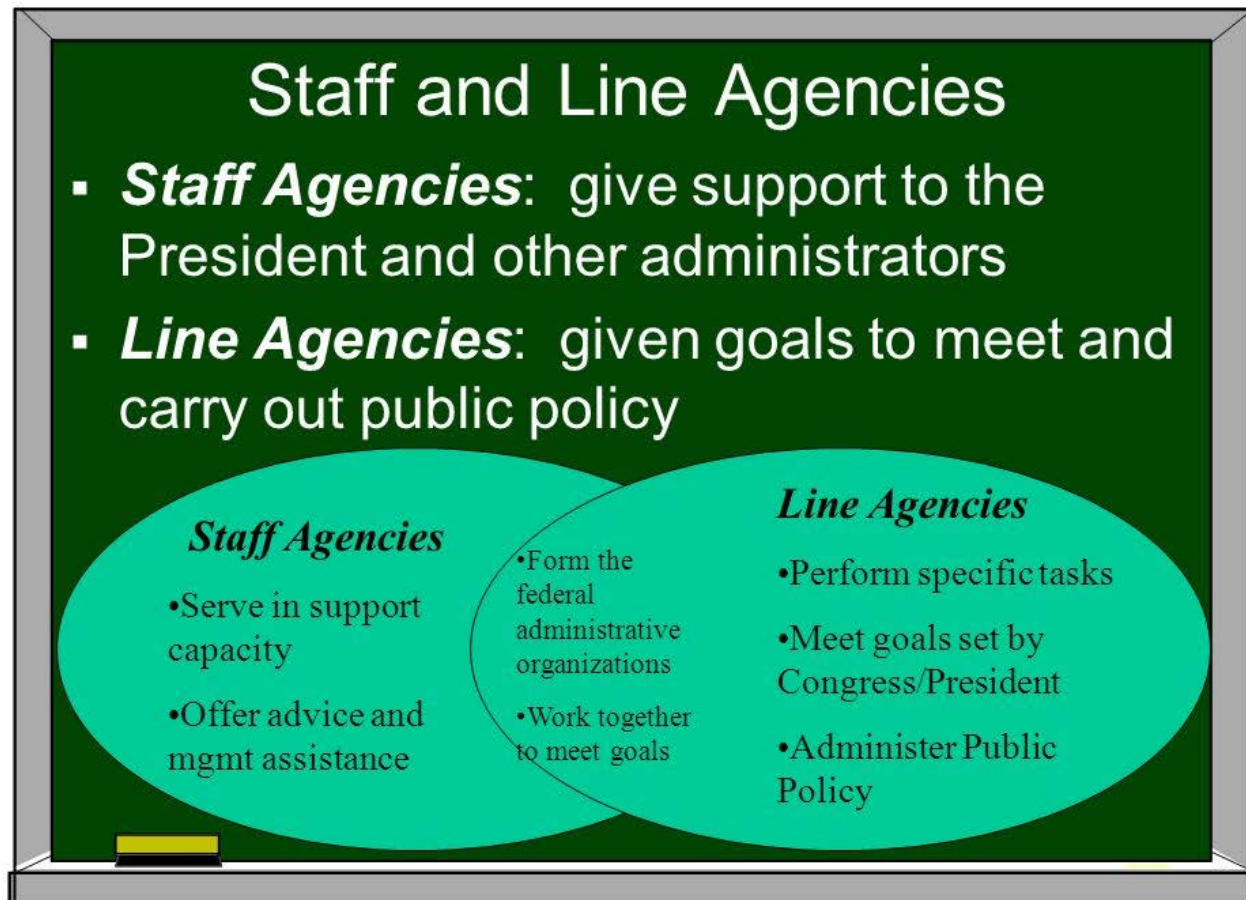 Staff and Line Agencies
▪ Staff Agencies: give support to the
President and other administrators
▪ Line Agencies: given goals to meet and
carry out public policy
Staff Agencies
•Serve in support
capacity
•Offer advice and
mgmt assistance
•Form the
federal
administrative
organizations
•Work together
to meet goals
Line Agencies
•Perform specific tasks
•Meet goals set by
Congress/President
•Administer Public
Policy